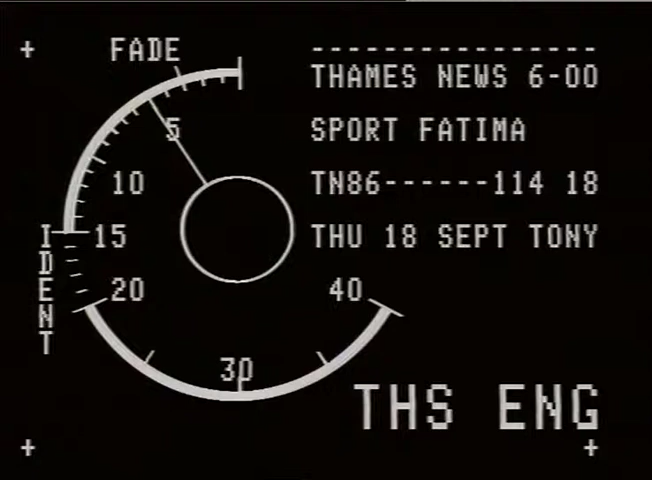 FADE
----------------
THAMES NEWS 6-00
5
SPORT FATIMA
10
TN86------114 18
IDENT
15
THU 18 SEPT TONY
20
40
30
THS ENG